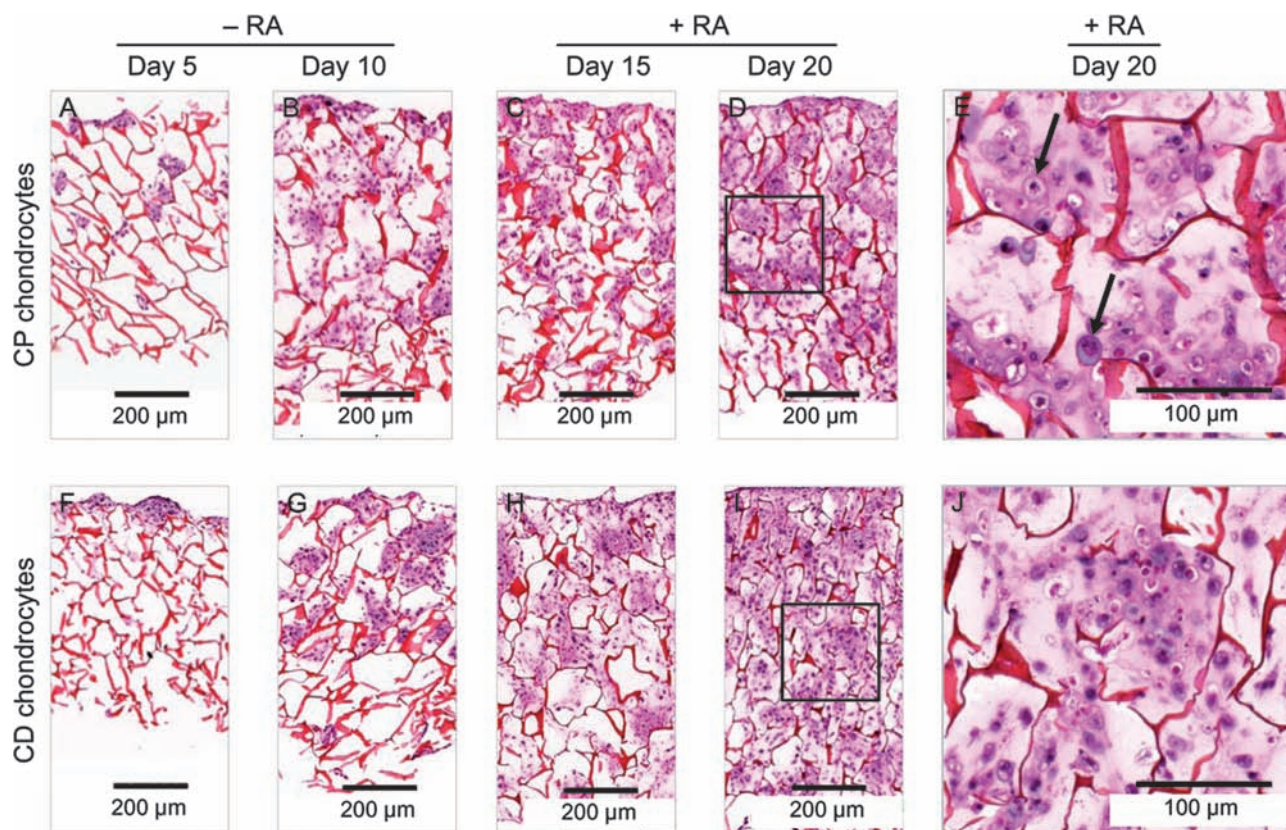 – RA
+ RA
+ RA
Day 5
Day 10
Day 15
Day 20
Day 20
CP chondrocytes
A
B
C
D
E
200 µm
200 µm
200 µm
200 µm
100 µm
CD chondrocytes
F
G
H
I
J
200 µm
200 µm
200 µm
200 µm
100 µm